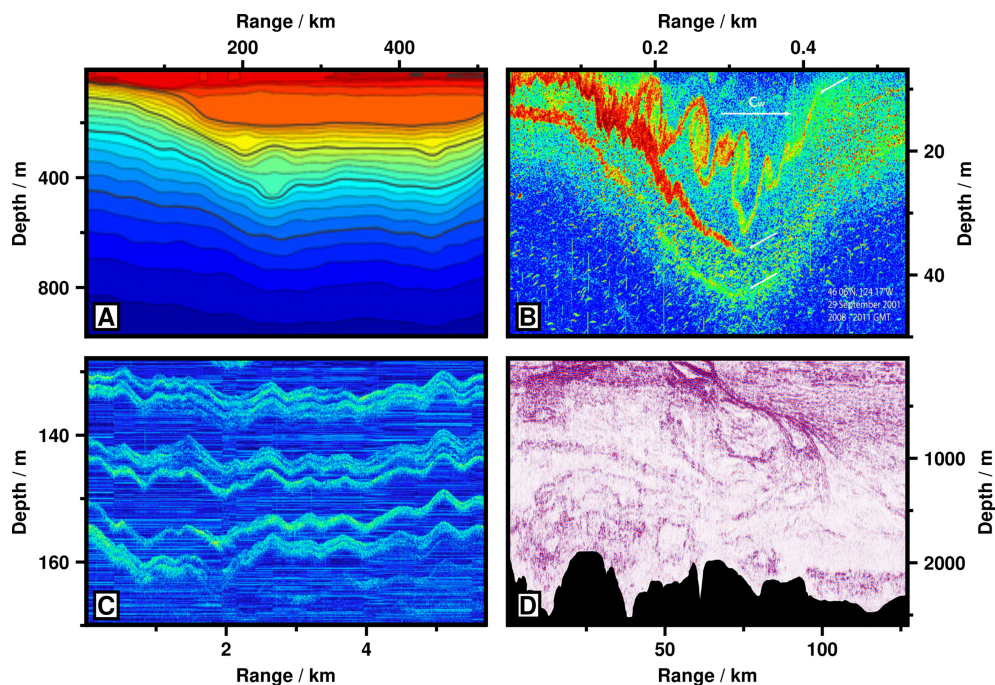 Range / km
Range / km
200
400
0.2
0.4
Depth / m
400
800
A
Cw
20
40
Depth / m
46 06'N, 124 17'W
29 September 2001
2008 - 2011 GMT
B
Depth / m
140
160
C
1000
2000
Depth / m
D
2
4
50
100
Range / km
Range / km